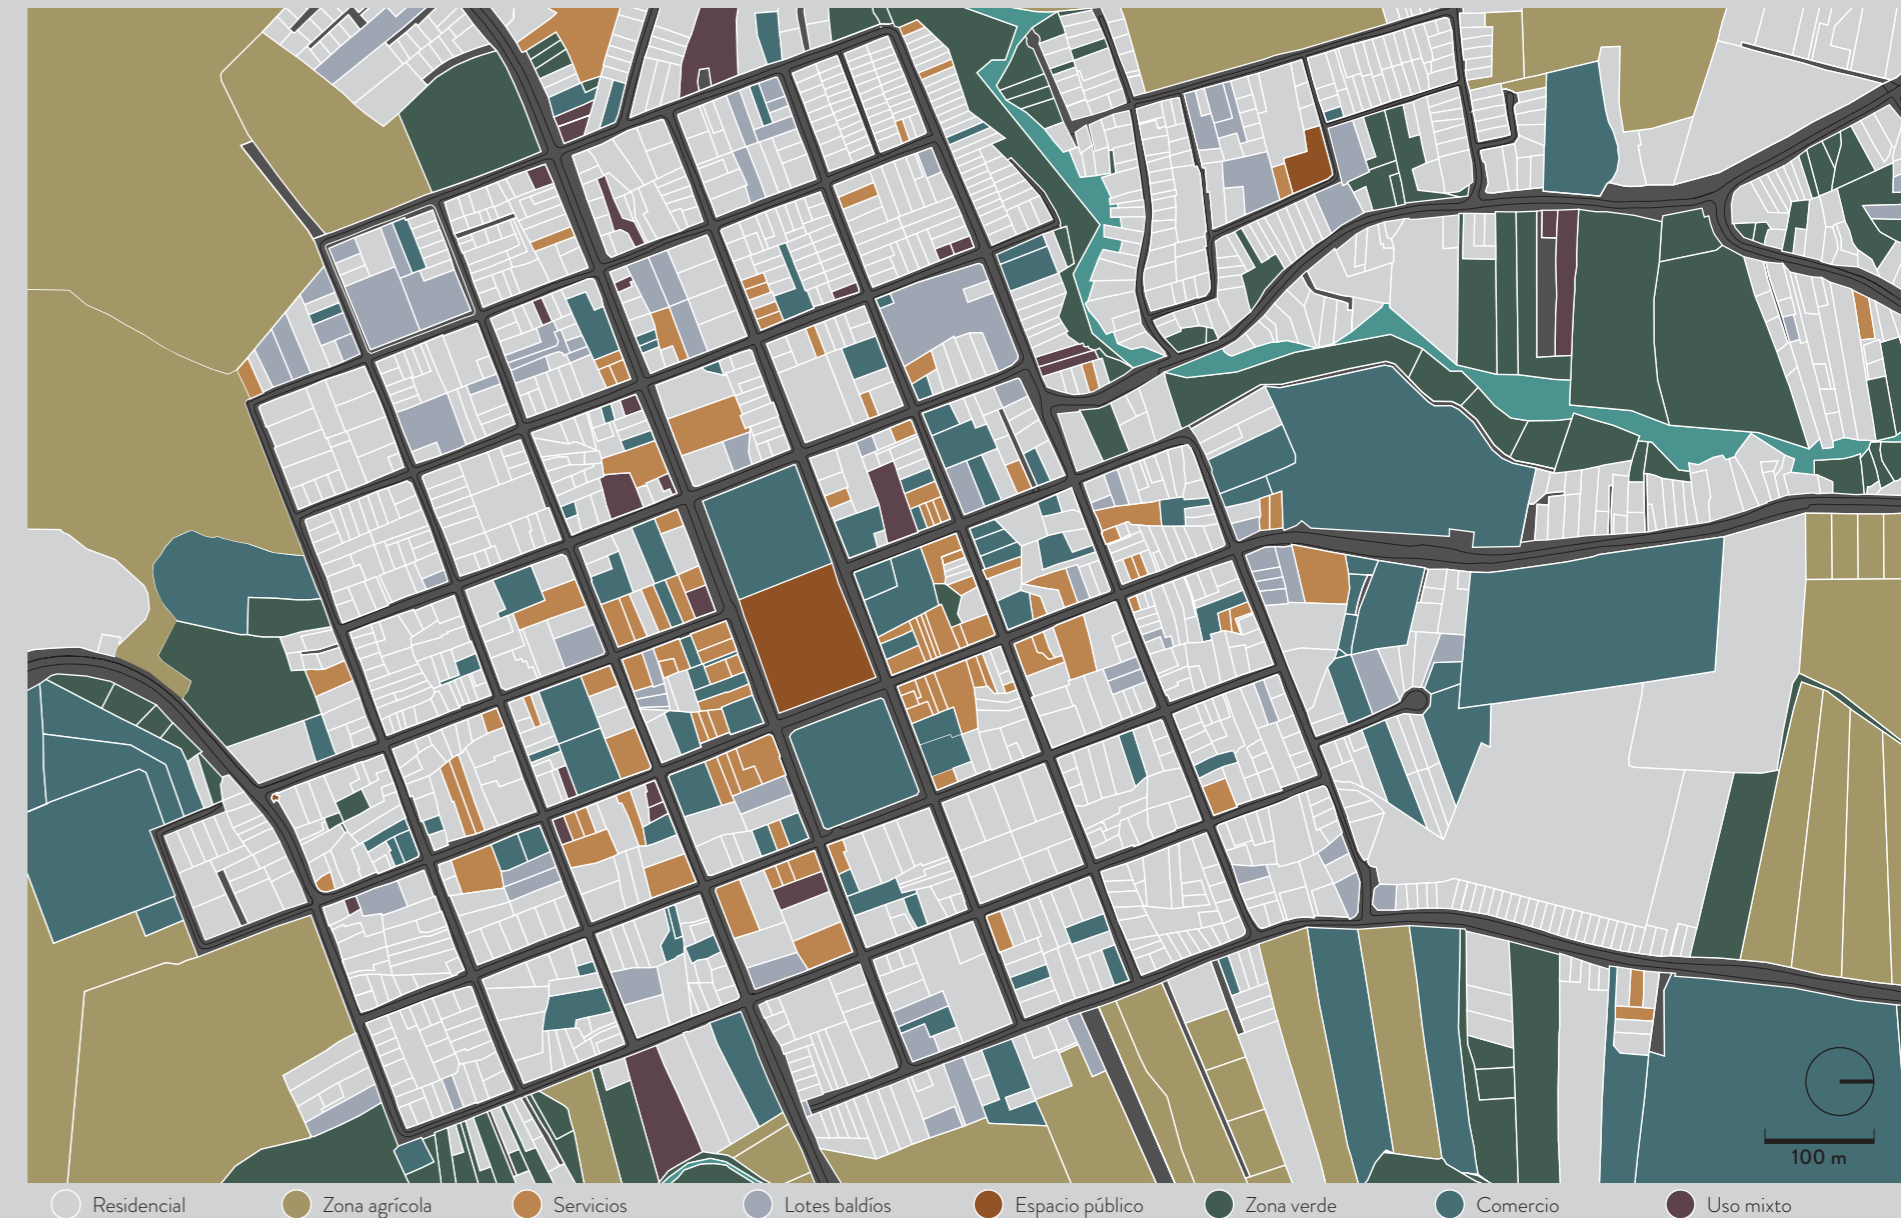 100 m
Residencial
Zona agrícola
Servicios
Lotes baldíos
Espacio público
Zona verde
Comercio
Uso mixto